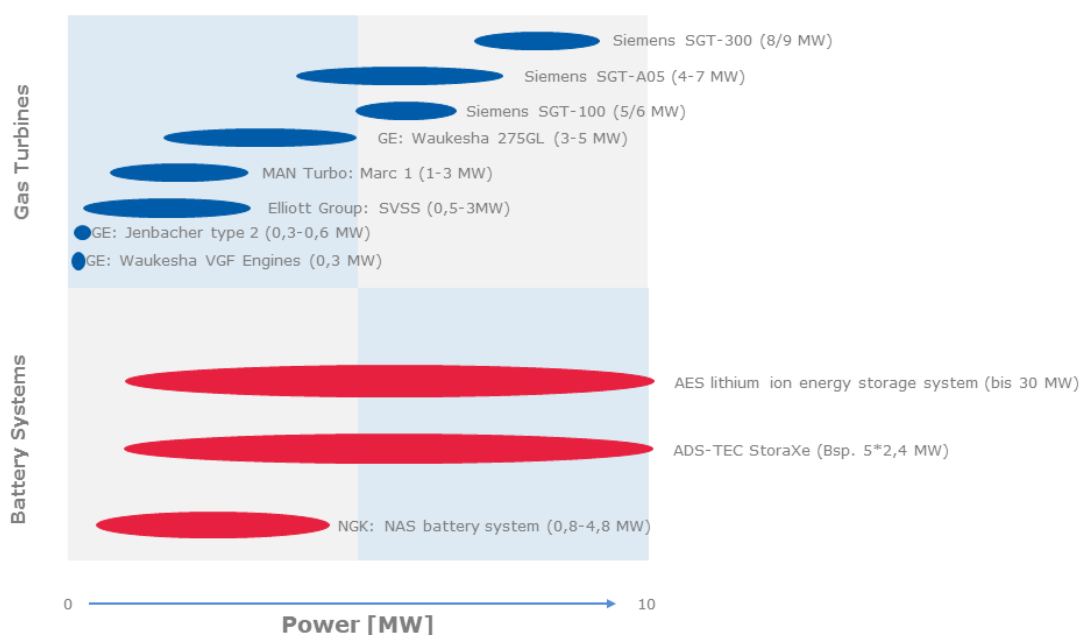 Gas Turbines
Siemens SGT-300 (8/9 MW)
Siemens SGT-A05 (4-7 MW)
Siemens SGT-100 (5/6 MW)
GE: Waukesha 275GL (3-5 MW)
MAN Turbo: Marc 1 (1-3 MW)
Elliott Group: SVSS (0,5-3MW)
GE: Jenbacher type 2 (0,3-0,6 MW)
GE: Waukesha VGF Engines (0,3 MW)
Battery Systems
AES lithium ion energy storage system (bis 30 MW)
ADS-TEC StoraXe (Bsp. 5*2,4 MW)
NGK: NAS battery system (0,8-4,8 MW)
0
10
Power [MW]